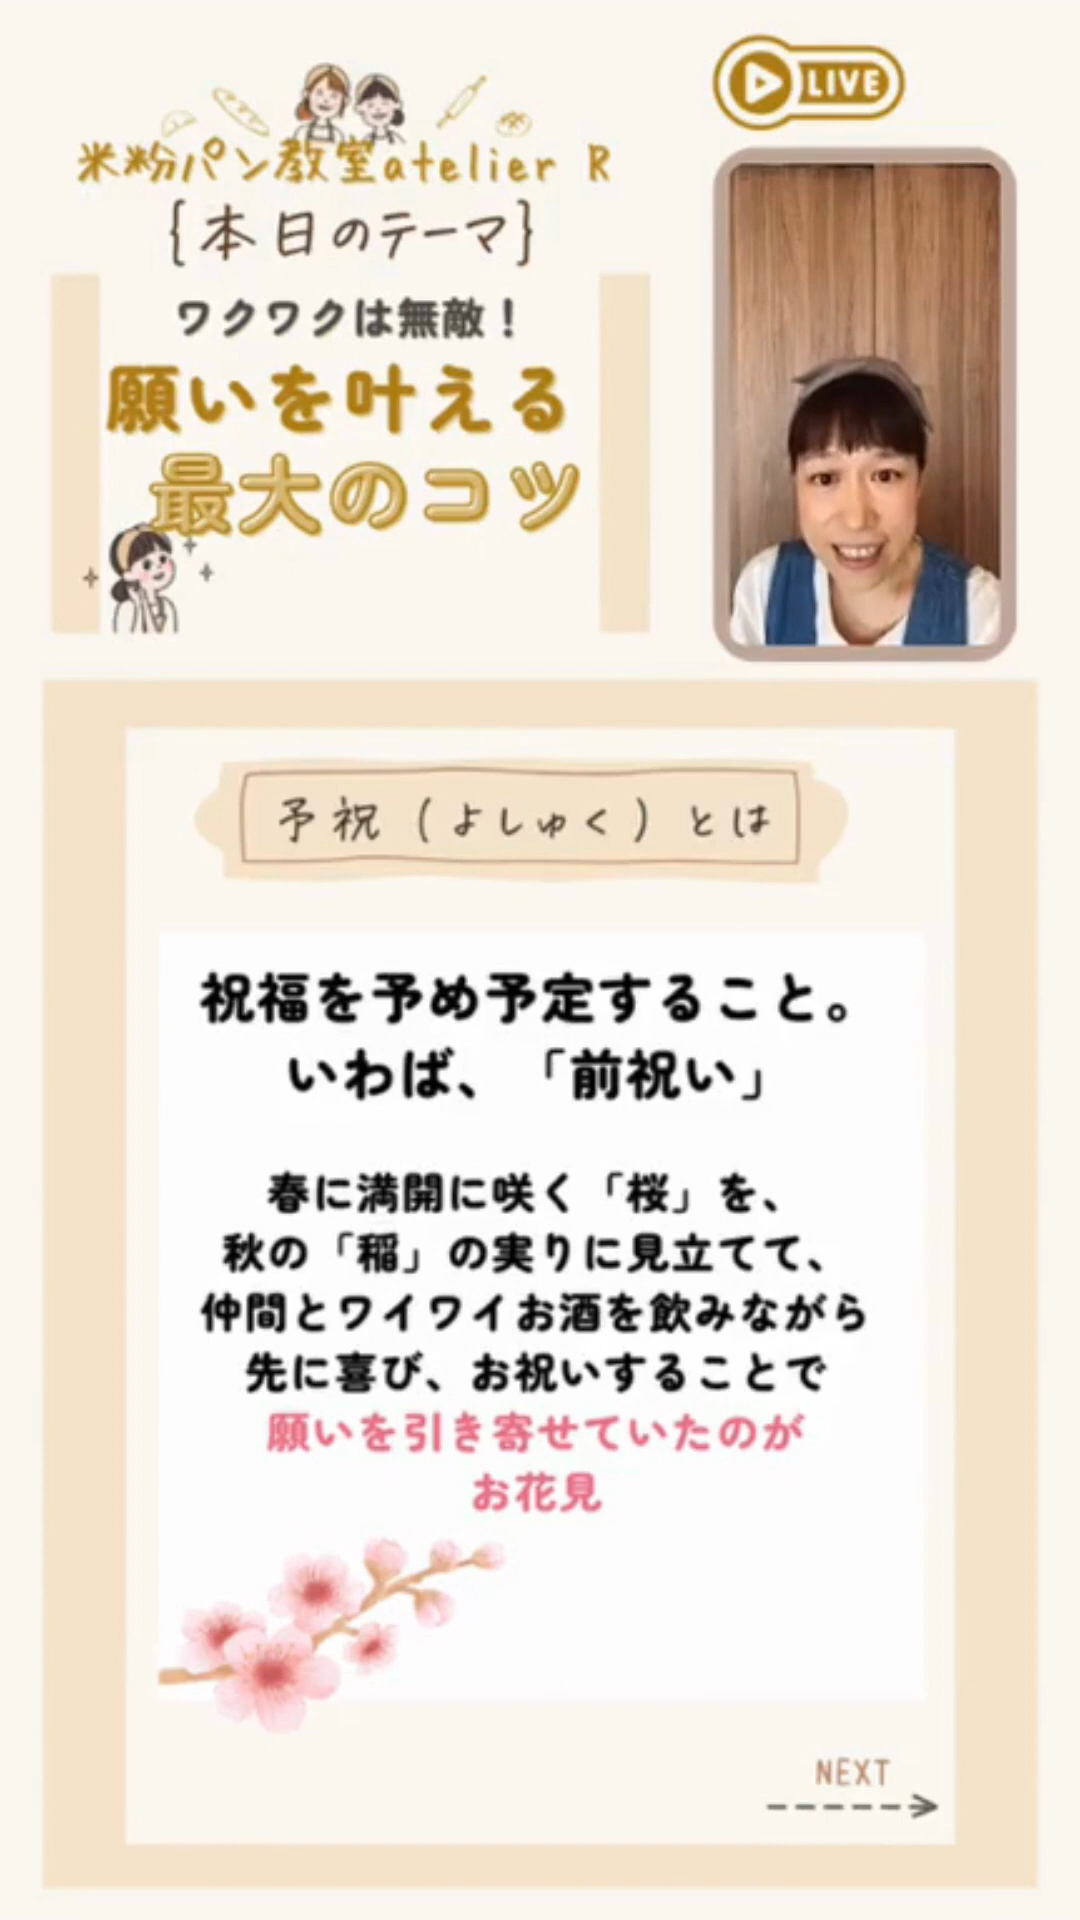 LIVE
米粉パン教室atelier R
{本日のテーマ}
ワクワクは無敵！
願いを叶える
最大のコツ
予祝（よしゅく）とは
祝福を予め予定すること。
いわば、「前祝い」
春に満開に咲く「桜」を、
秋の「稲」の実りに見立てて、
仲間とワイワイお酒を飲みながら
先に喜び、お祝いすることで
願いを引き寄せていたのが
お花見
NEXT